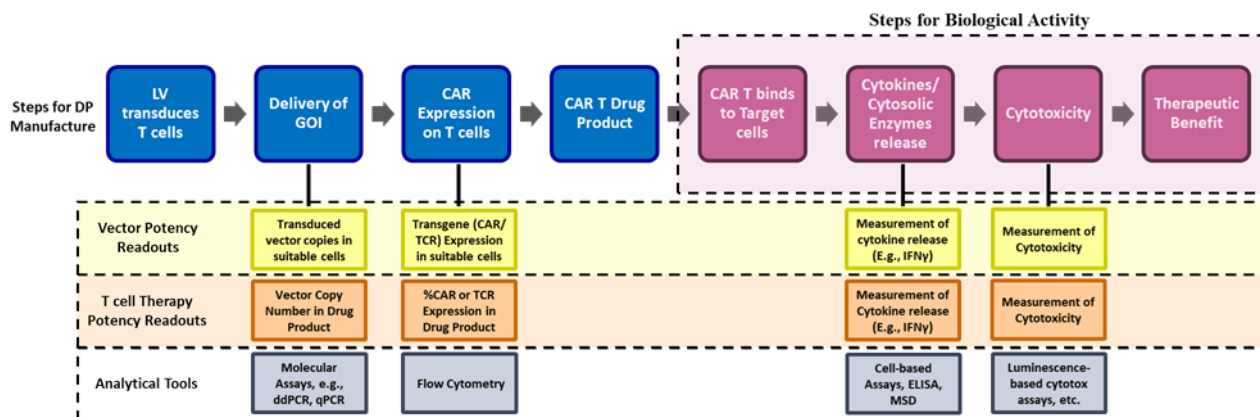 Steps for Biological Activity
Steps for DP
Manufacture
LV
transduces
T cells
Delivery of
GOI
CAR
Expression
on T cells
CAR T Drug
Product
CAR T binds
to Target
cells
Cytokines/
Cytosolic
Enzymes
release
Cytotoxicity
Therapeutic
Benefit
Vector Potency
Readouts
Transduced
vector copies in
suitable cells
Transgene (CAR/
TCR) Expression
in suitable cells
Measurement of
cytokine release
(E.g., IFNγ)
Measurement of
Cytotoxicity
T cell Therapy
Potency Readouts
Vector Copy
Number in Drug
Product
%CAR or TCR
Expression in
Drug Product
Measurement of
Cytokine release
(E.g., IFNγ)
Measurement of
Cytotoxicity
Analytical Tools
Molecular
Assays, e.g.,
ddPCR, qPCR
Flow Cytometry
Cell-based
Assays, ELISA,
MSD
Luminescence-
based cytotox
assays, etc.